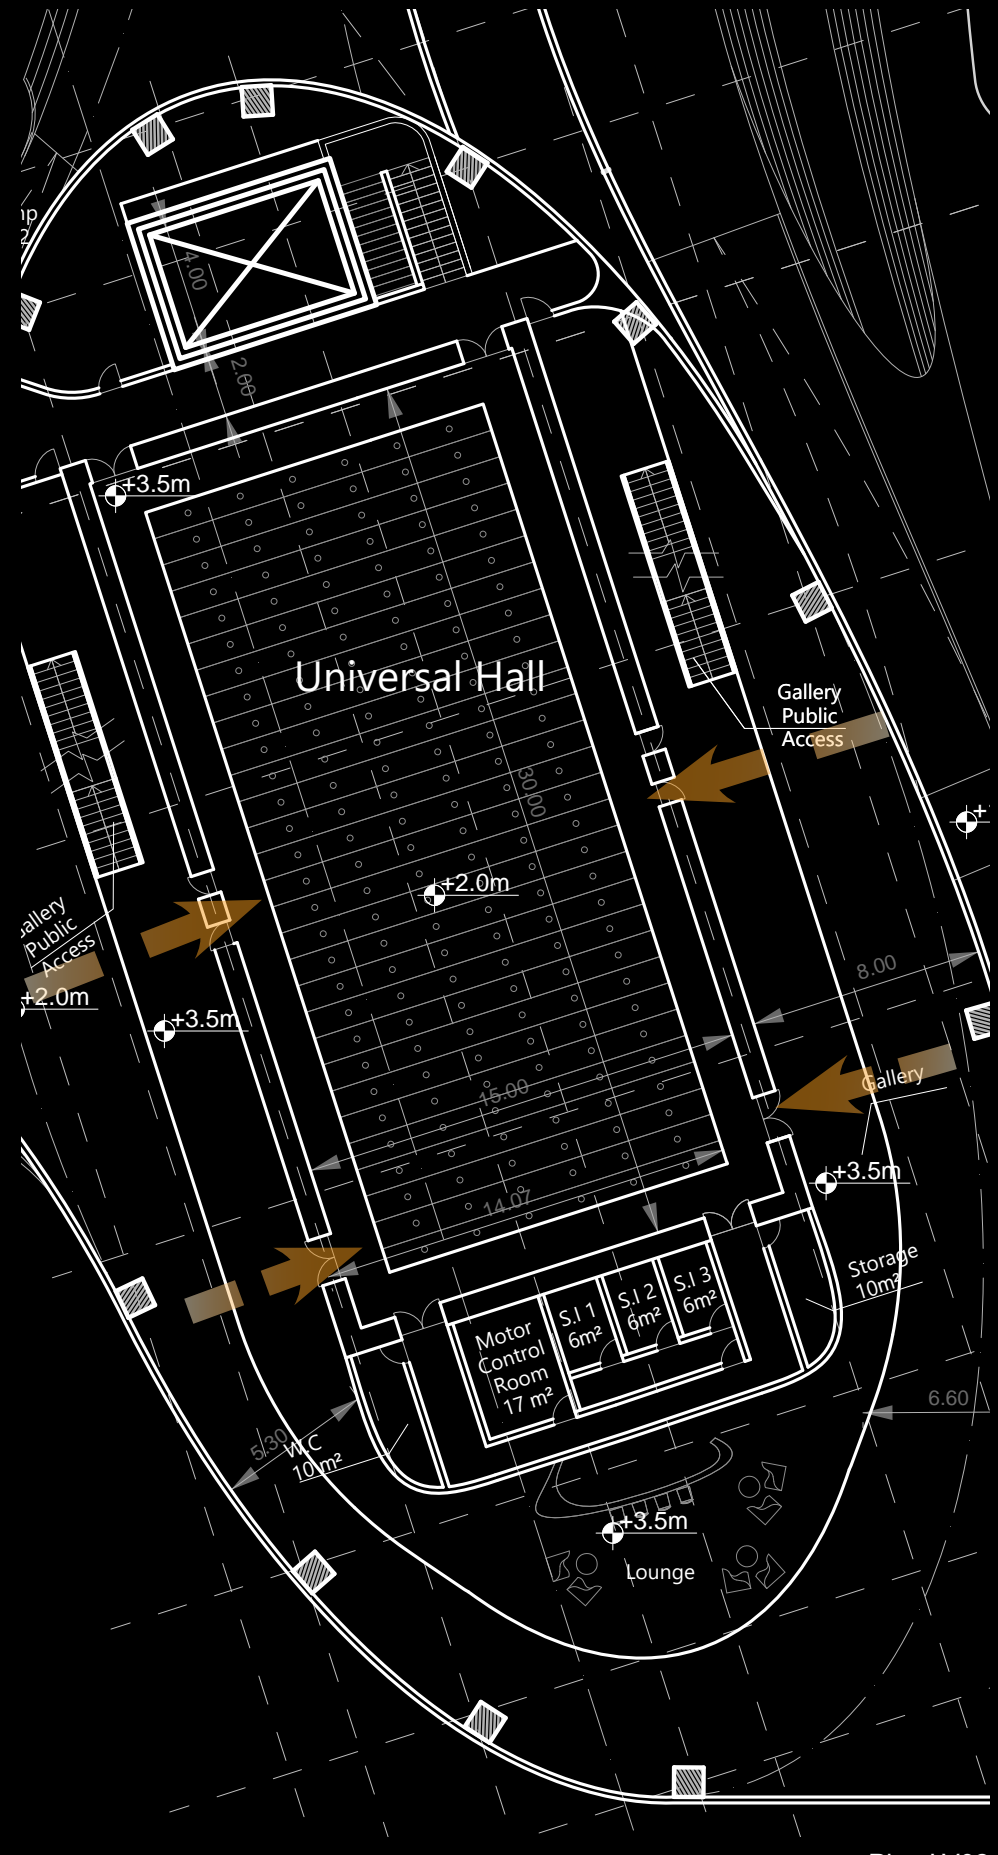 4.00
2.00
+3.5m
Universal Hall
Gallery
Public
Access
30.00
+2.0m
Public
Access
+2.0m
+3.5m
8.00
15.00
Gallery
14.07
+3.5m
Storage
10m²
S.I 1
6m²
S.I 2
6m²
S.I 3
6m²
Motor
Control
Room
17 m²
6.60
5.30
W.C
10 m²
+3.5m
Lounge